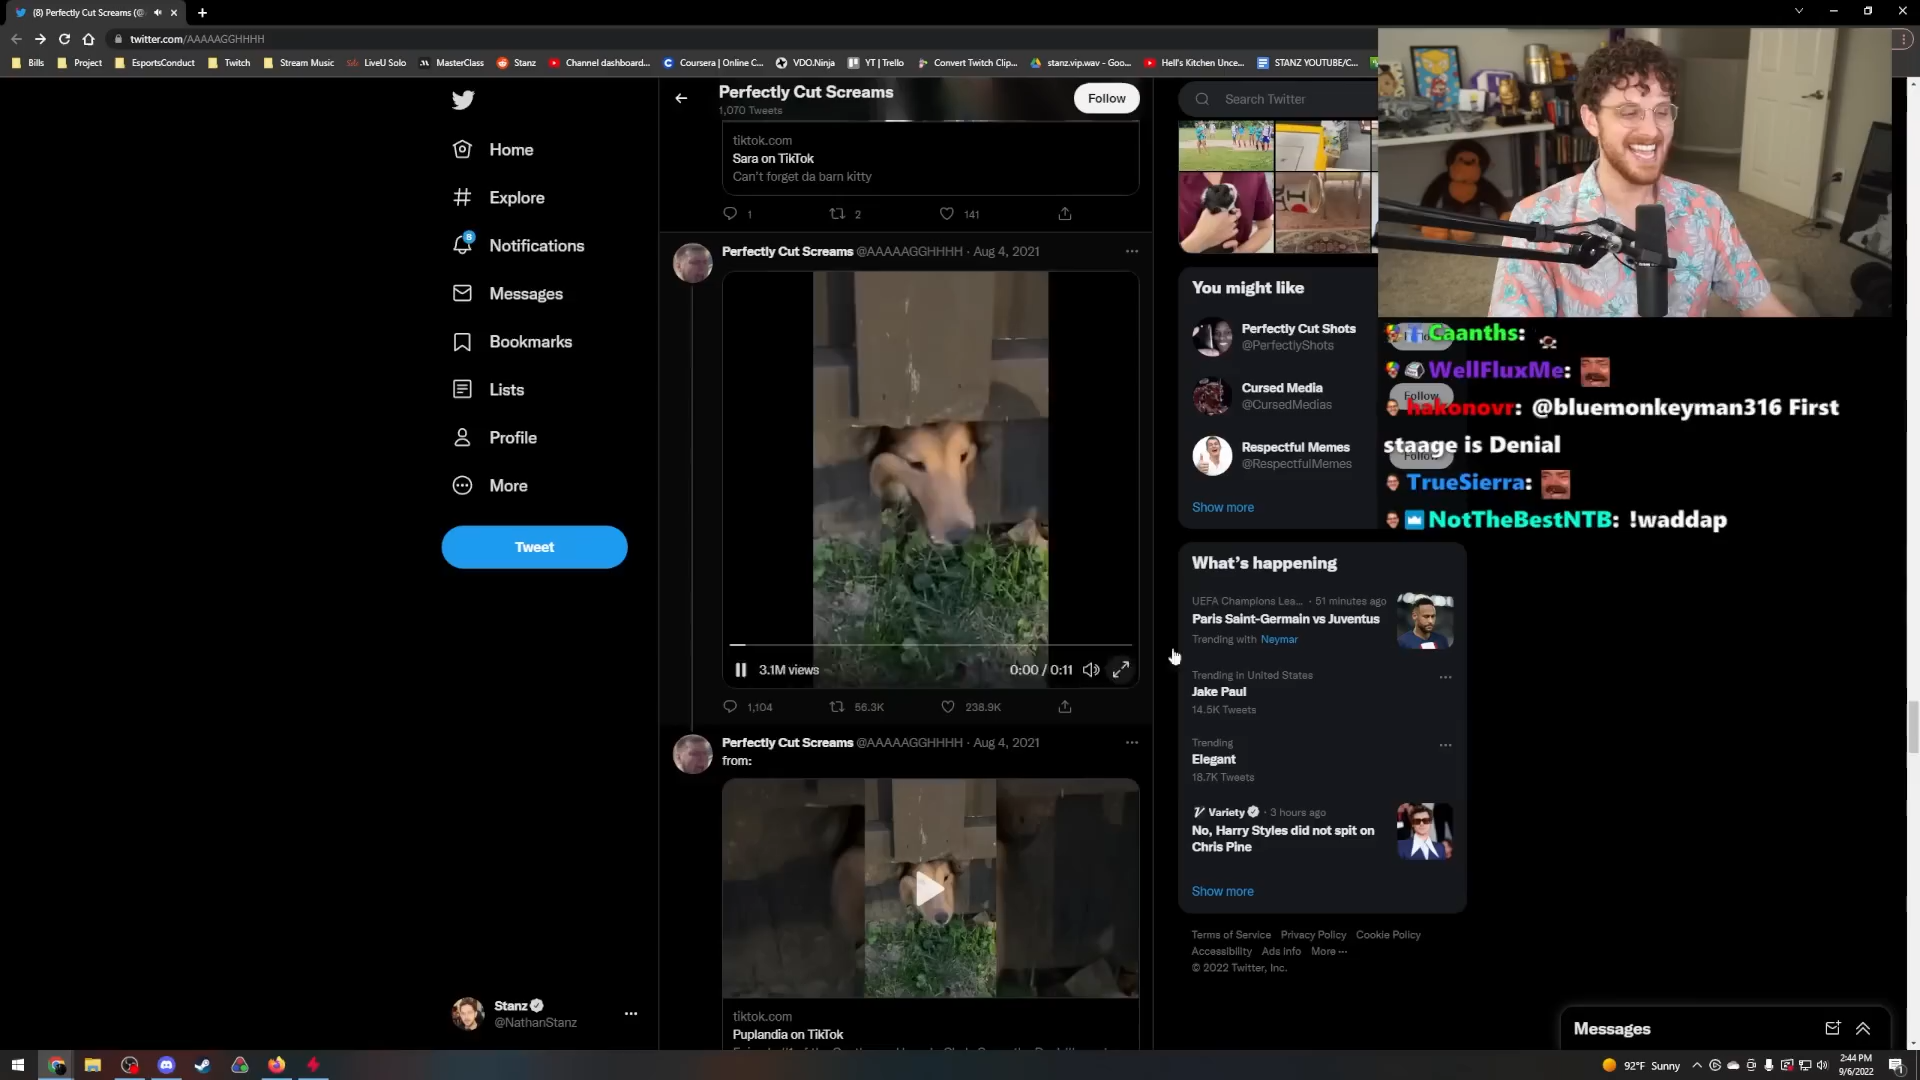 (8) Perfectly Cut Screams (@
twitter.com/AAAAAGGHHHH
Bills
Project
EsportsConduct
Twitch
Stream Music
LiveU Solo
MasterClass
Stanz
Channel dashboard...
Coursera | Online C...
VDO.Ninja
YT | Trello
Convert Twitch Clip...
stanz.vip.wav - Goo...
Hell's Kitchen Unce...
STANZ YOUTUBE/C...
Home
Explore
8
Notifications
Messages
Bookmarks
Lists
Profile
More
Tweet
Stanz
@NathanStanz
Perfectly Cut Screams
1,070 Tweets
Follow
tiktok.com
Sara on TikTok
Can't forget da barn kitty
1
2
141
Perfectly Cut Screams @AAAAAGGHHHH · Aug 4, 2021
3.1M views
0:00 / 0:11
1,104
56.3K
238.9K
Perfectly Cut Screams @AAAAAGGHHHH · Aug 4, 2021
from:
tiktok.com
Puplandia on TikTok
Search Twitter
You might like
Perfectly Cut Shots
@PerfectlyShots
Cursed Media
@CursedMedias
Follow
Respectful Memes
@RespectfulMemes
Follow
Show more
Caanths:
WellFluxMe:
hakonovr: @bluemonkeyman316 First
staage is Denial
TrueSierra:
NotTheBestNTB: !waddap
What's happening
UEFA Champions Lea... · 51 minutes ago
Paris Saint-Germain vs Juventus
Trending with Neymar
Trending in United States
Jake Paul
14.5K Tweets
Trending
Elegant
18.7K Tweets
Variety · 3 hours ago
No, Harry Styles did not spit on
Chris Pine
Show more
Terms of Service Privacy Policy Cookie Policy
Accessibility Ads info More ···
© 2022 Twitter, Inc.
Messages
92°F Sunny
2:44 PM
9/6/2022